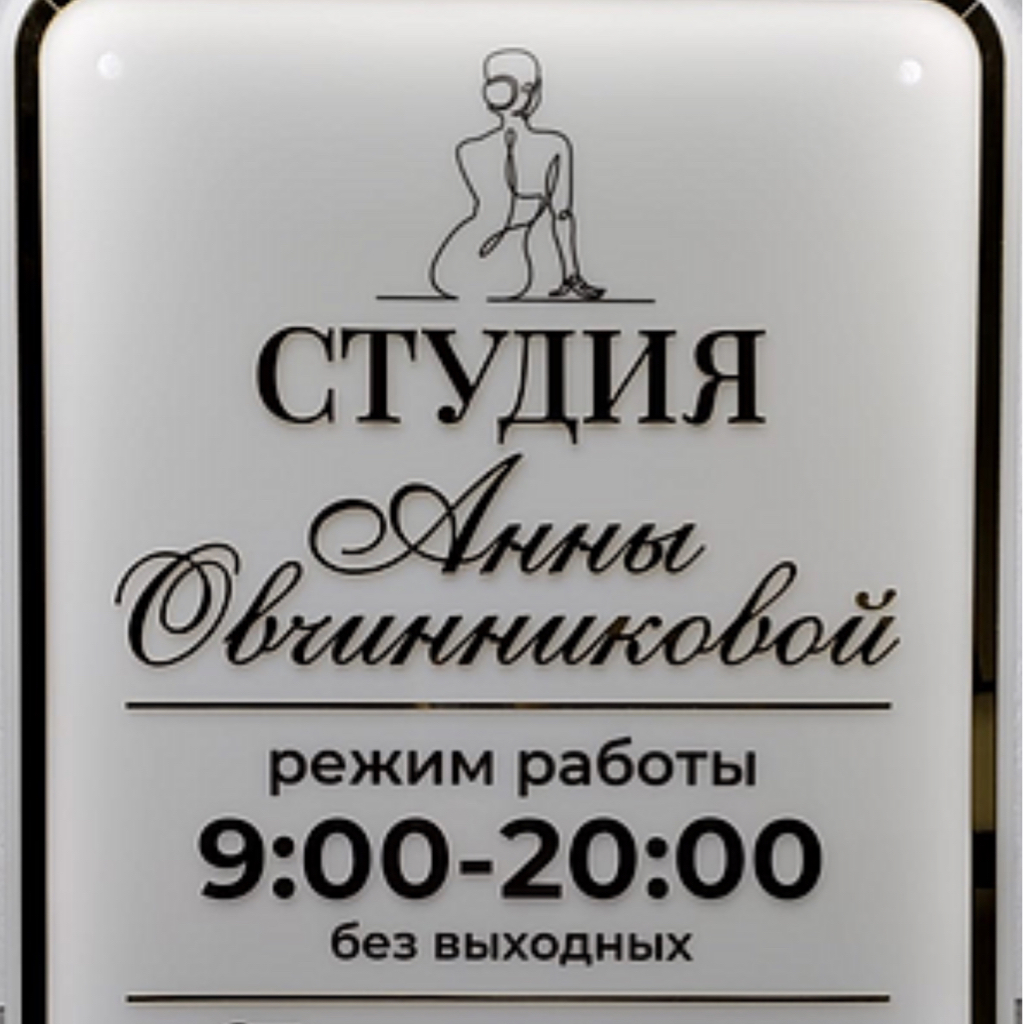 СТУДИЯ
Анны
Овчинниковой
режим работы
9:00-20:00
без выходных